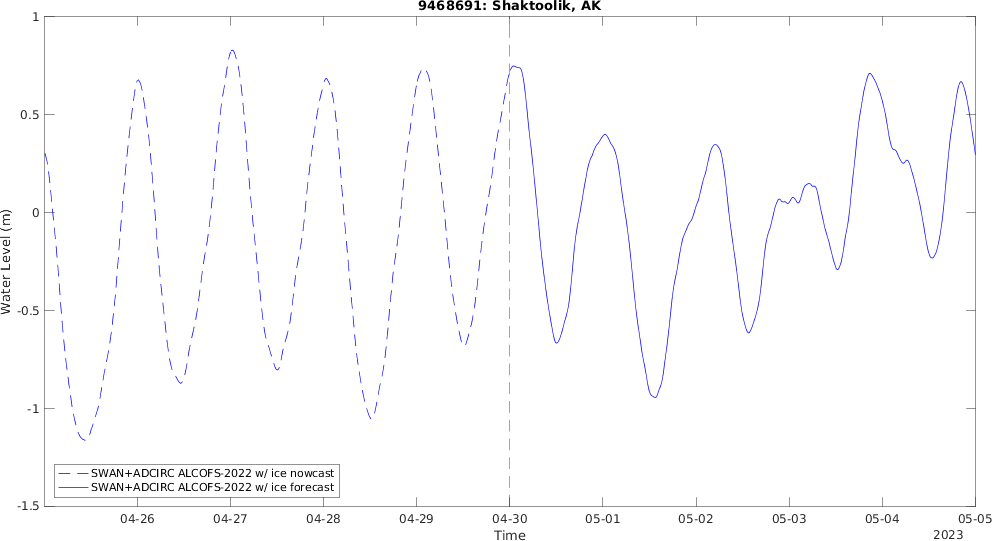 9468691: Shaktoolik, AK
1
0.5
0
-0.5
-1
-1.5
Water Level (m)
SWAN+ADCIRC ALCOFS-2022 w/ ice nowcast
SWAN+ADCIRC ALCOFS-2022 w/ ice forecast
04-26 04-27 04-28 04-29 04-30 05-01 05-02 05-03 05-04 05-05
Time
2023